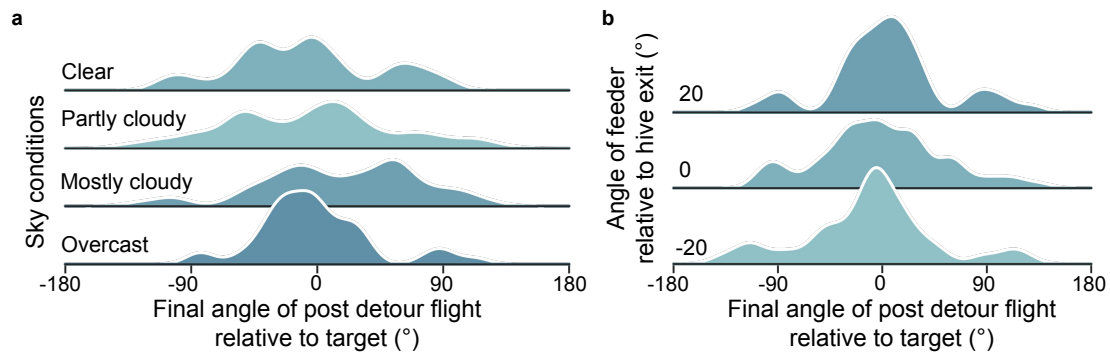 a
Sky conditions
Clear
Partly cloudy
Mostly cloudy
Overcast
-180 -90 0 90 180
Final angle of post detour flight
relative to target (°)
b
Angle of feeder
relative to hive exit (°)
20
0
-20
-180 -90 0 90 180
Final angle of post detour flight
relative to target (°)